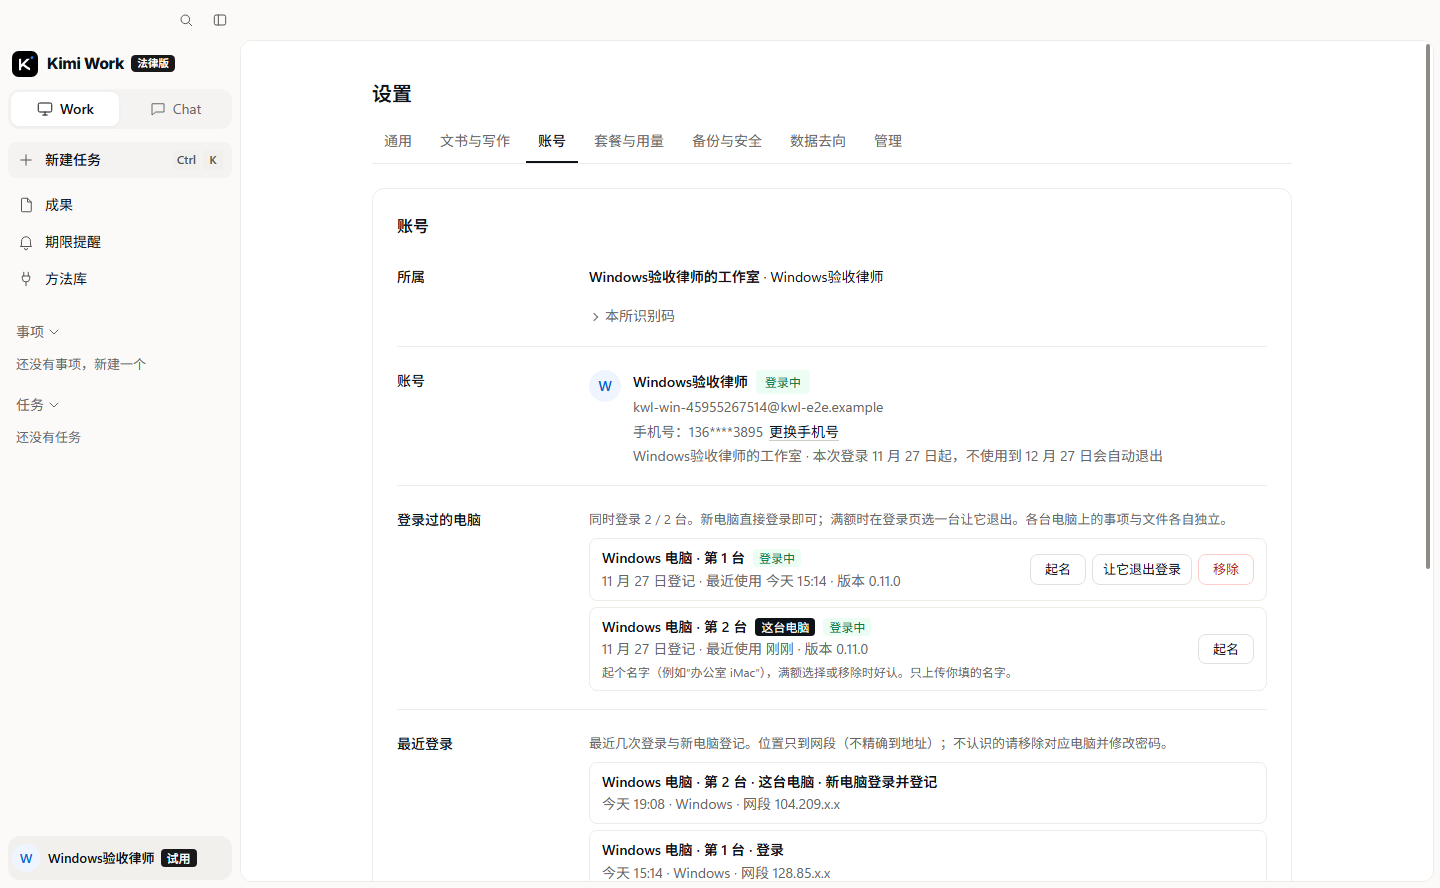 Kimi Work 法律版
Work
Chat
新建任务 Ctrl K
成果
期限提醒
方法库
事项
还没有事项，新建一个
任务
还没有任务
W Windows验收律师 试用
设置
通用 文书与写作 账号 套餐与用量 备份与安全 数据去向 管理
账号
所属 Windows验收律师的工作室 · Windows验收律师
本所识别码
账号 W Windows验收律师 登录中
kwl-win-45955267514@kwl-e2e.example
手机号：136****3895 更换手机号
Windows验收律师的工作室 · 本次登录 11 月 27 日起，不使用到 12 月 27 日会自动退出
登录过的电脑 同时登录 2 / 2 台。新电脑直接登录即可；满额时在登录页选一台让它退出。各台电脑上的事项与文件各自独立。
Windows 电脑 · 第 1 台 登录中
11 月 27 日登记 · 最近使用 今天 15:14 · 版本 0.11.0
起名 让它退出登录 移除
Windows 电脑 · 第 2 台 这台电脑 登录中
11 月 27 日登记 · 最近使用 刚刚 · 版本 0.11.0
起个名字（例如“办公室 iMac”），满额选择或移除时好认。只上传你填的名字。
起名
最近登录 最近几次登录与新电脑登记。位置只到网段（不精确到地址）；不认识的请移除对应电脑并修改密码。
Windows 电脑 · 第 2 台 · 这台电脑 · 新电脑登录并登记
今天 19:08 · Windows · 网段 104.209.x.x
Windows 电脑 · 第 1 台 · 登录
今天 15:14 · Windows · 网段 128.85.x.x